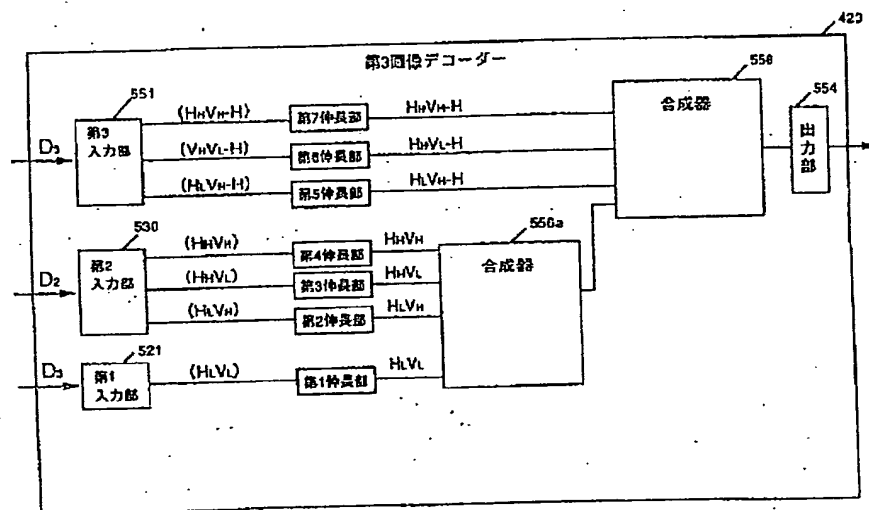 423
第3画像デコーダー
551
(HHVH-H)
第7伸長部
HHVH-H
556
合成器
554
出力部
第3
入力部
D3
(VHVL-H)
第6伸長部
HHVL-H
(HLVH-H)
第5伸長部
HLVH-H
530
(HHVH)
第4伸長部
HHVH
556a
合成器
第2
入力部
D2
(HHVL)
第3伸長部
HHVL
(HLVH)
第2伸長部
HLVH
521
D3
第1
入力部
(HLVL)
第1伸長部
HLVL